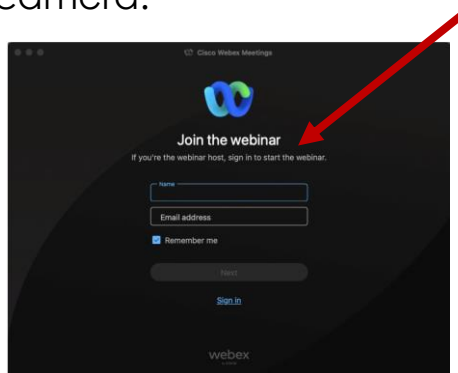 camera.
Cisco Webex Meetings
Join the webinar
If you're the webinar host, sign in to start the webinar.
Name
Email address
Remember me
Next
Sign in
webex